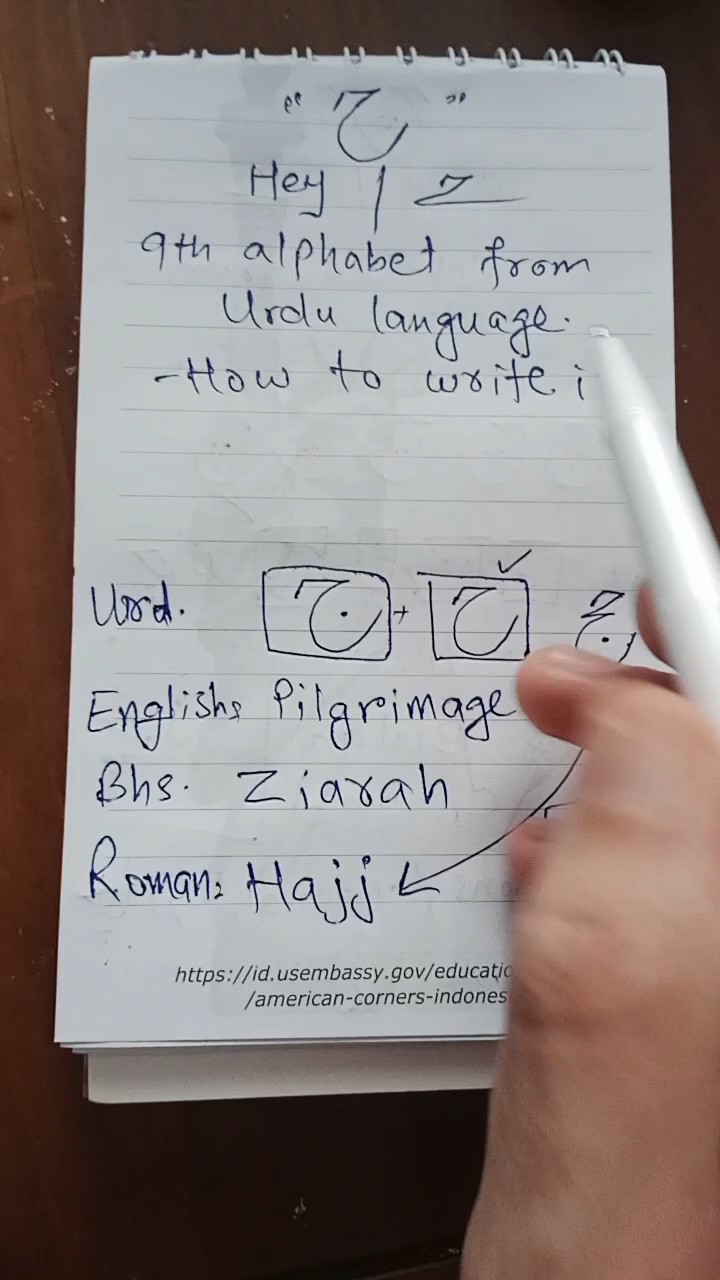 “ ح ”
Hey | ح
9th alphabet from
Urdu language.
- How to write i
Urd. ج + ح حج
English: Pilgrimage
Bhs. Ziarah
Roman: Hajj
https://id.usembassy.gov/educatio
/american-corners-indones